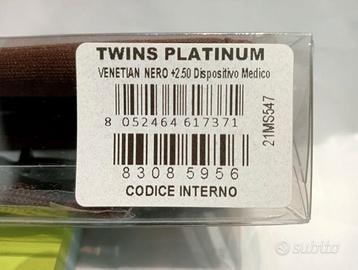 TWINS PLATINUM
VENETIAN NERO +2.50 Dispositivo Medico
8 052464 617371
8308 5956
CODICE INTERNO
21MS547
subito